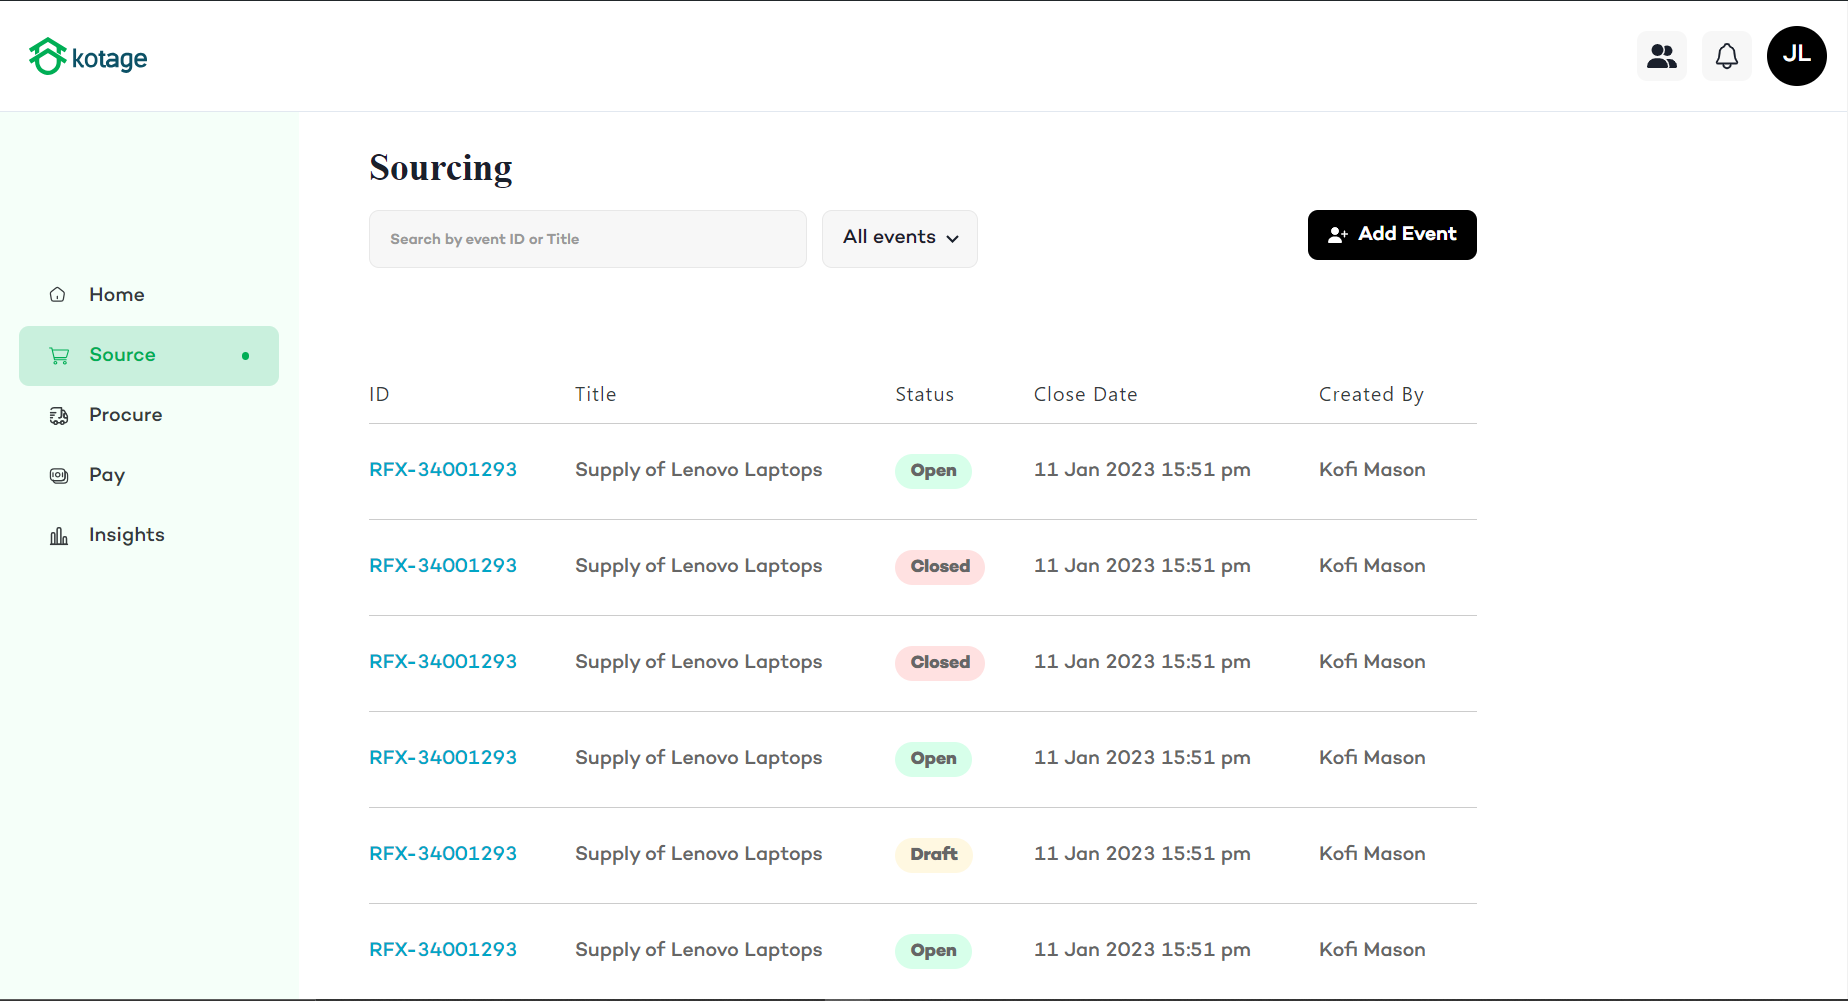 kotage
JL
Sourcing
Search by event ID or Title
All events
Add Event
Home
Source
Procure
Pay
Insights
ID Title Status Close Date Created By
RFX-34001293 Supply of Lenovo Laptops Open 11 Jan 2023 15:51 pm Kofi Mason
RFX-34001293 Supply of Lenovo Laptops Closed 11 Jan 2023 15:51 pm Kofi Mason
RFX-34001293 Supply of Lenovo Laptops Closed 11 Jan 2023 15:51 pm Kofi Mason
RFX-34001293 Supply of Lenovo Laptops Open 11 Jan 2023 15:51 pm Kofi Mason
RFX-34001293 Supply of Lenovo Laptops Draft 11 Jan 2023 15:51 pm Kofi Mason
RFX-34001293 Supply of Lenovo Laptops Open 11 Jan 2023 15:51 pm Kofi Mason